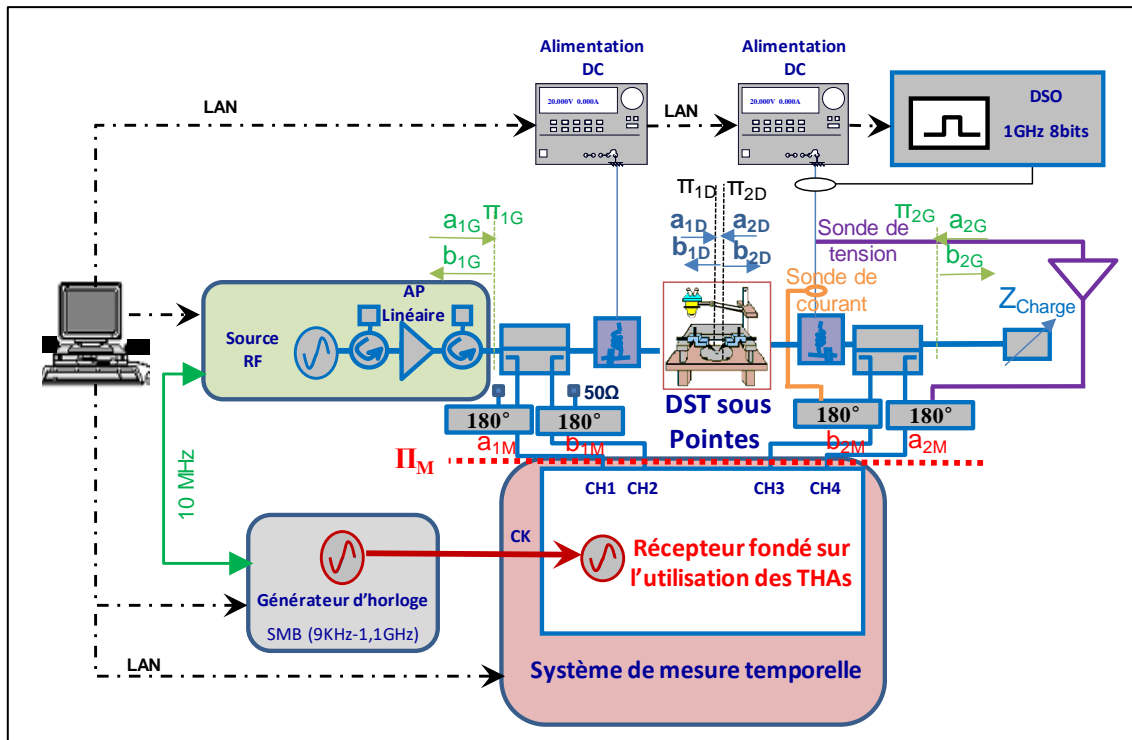 Alimentation
DC
Alimentation
DC
20.000V 0.000A
20.000V 0.000A
DSO
1GHz 8bits
LAN
LAN
π1D
π2D
a1G
π1G
a1D
a2D
π2G
a2G
b1G
b1D
b2D
b2G
Sonde de
tension
Sonde de
courant
AP
Linéaire
Source
RF
ZCharge
50Ω
180°
180°
DST sous
Pointes
180°
180°
a1M
b1M
b2M
a2M
ΠM
CH1
CH2
CH3
CH4
10 MHz
CK
Récepteur fondé sur
l'utilisation des THAs
Générateur d'horloge
SMB (9KHz-1,1GHz)
LAN
Système de mesure temporelle